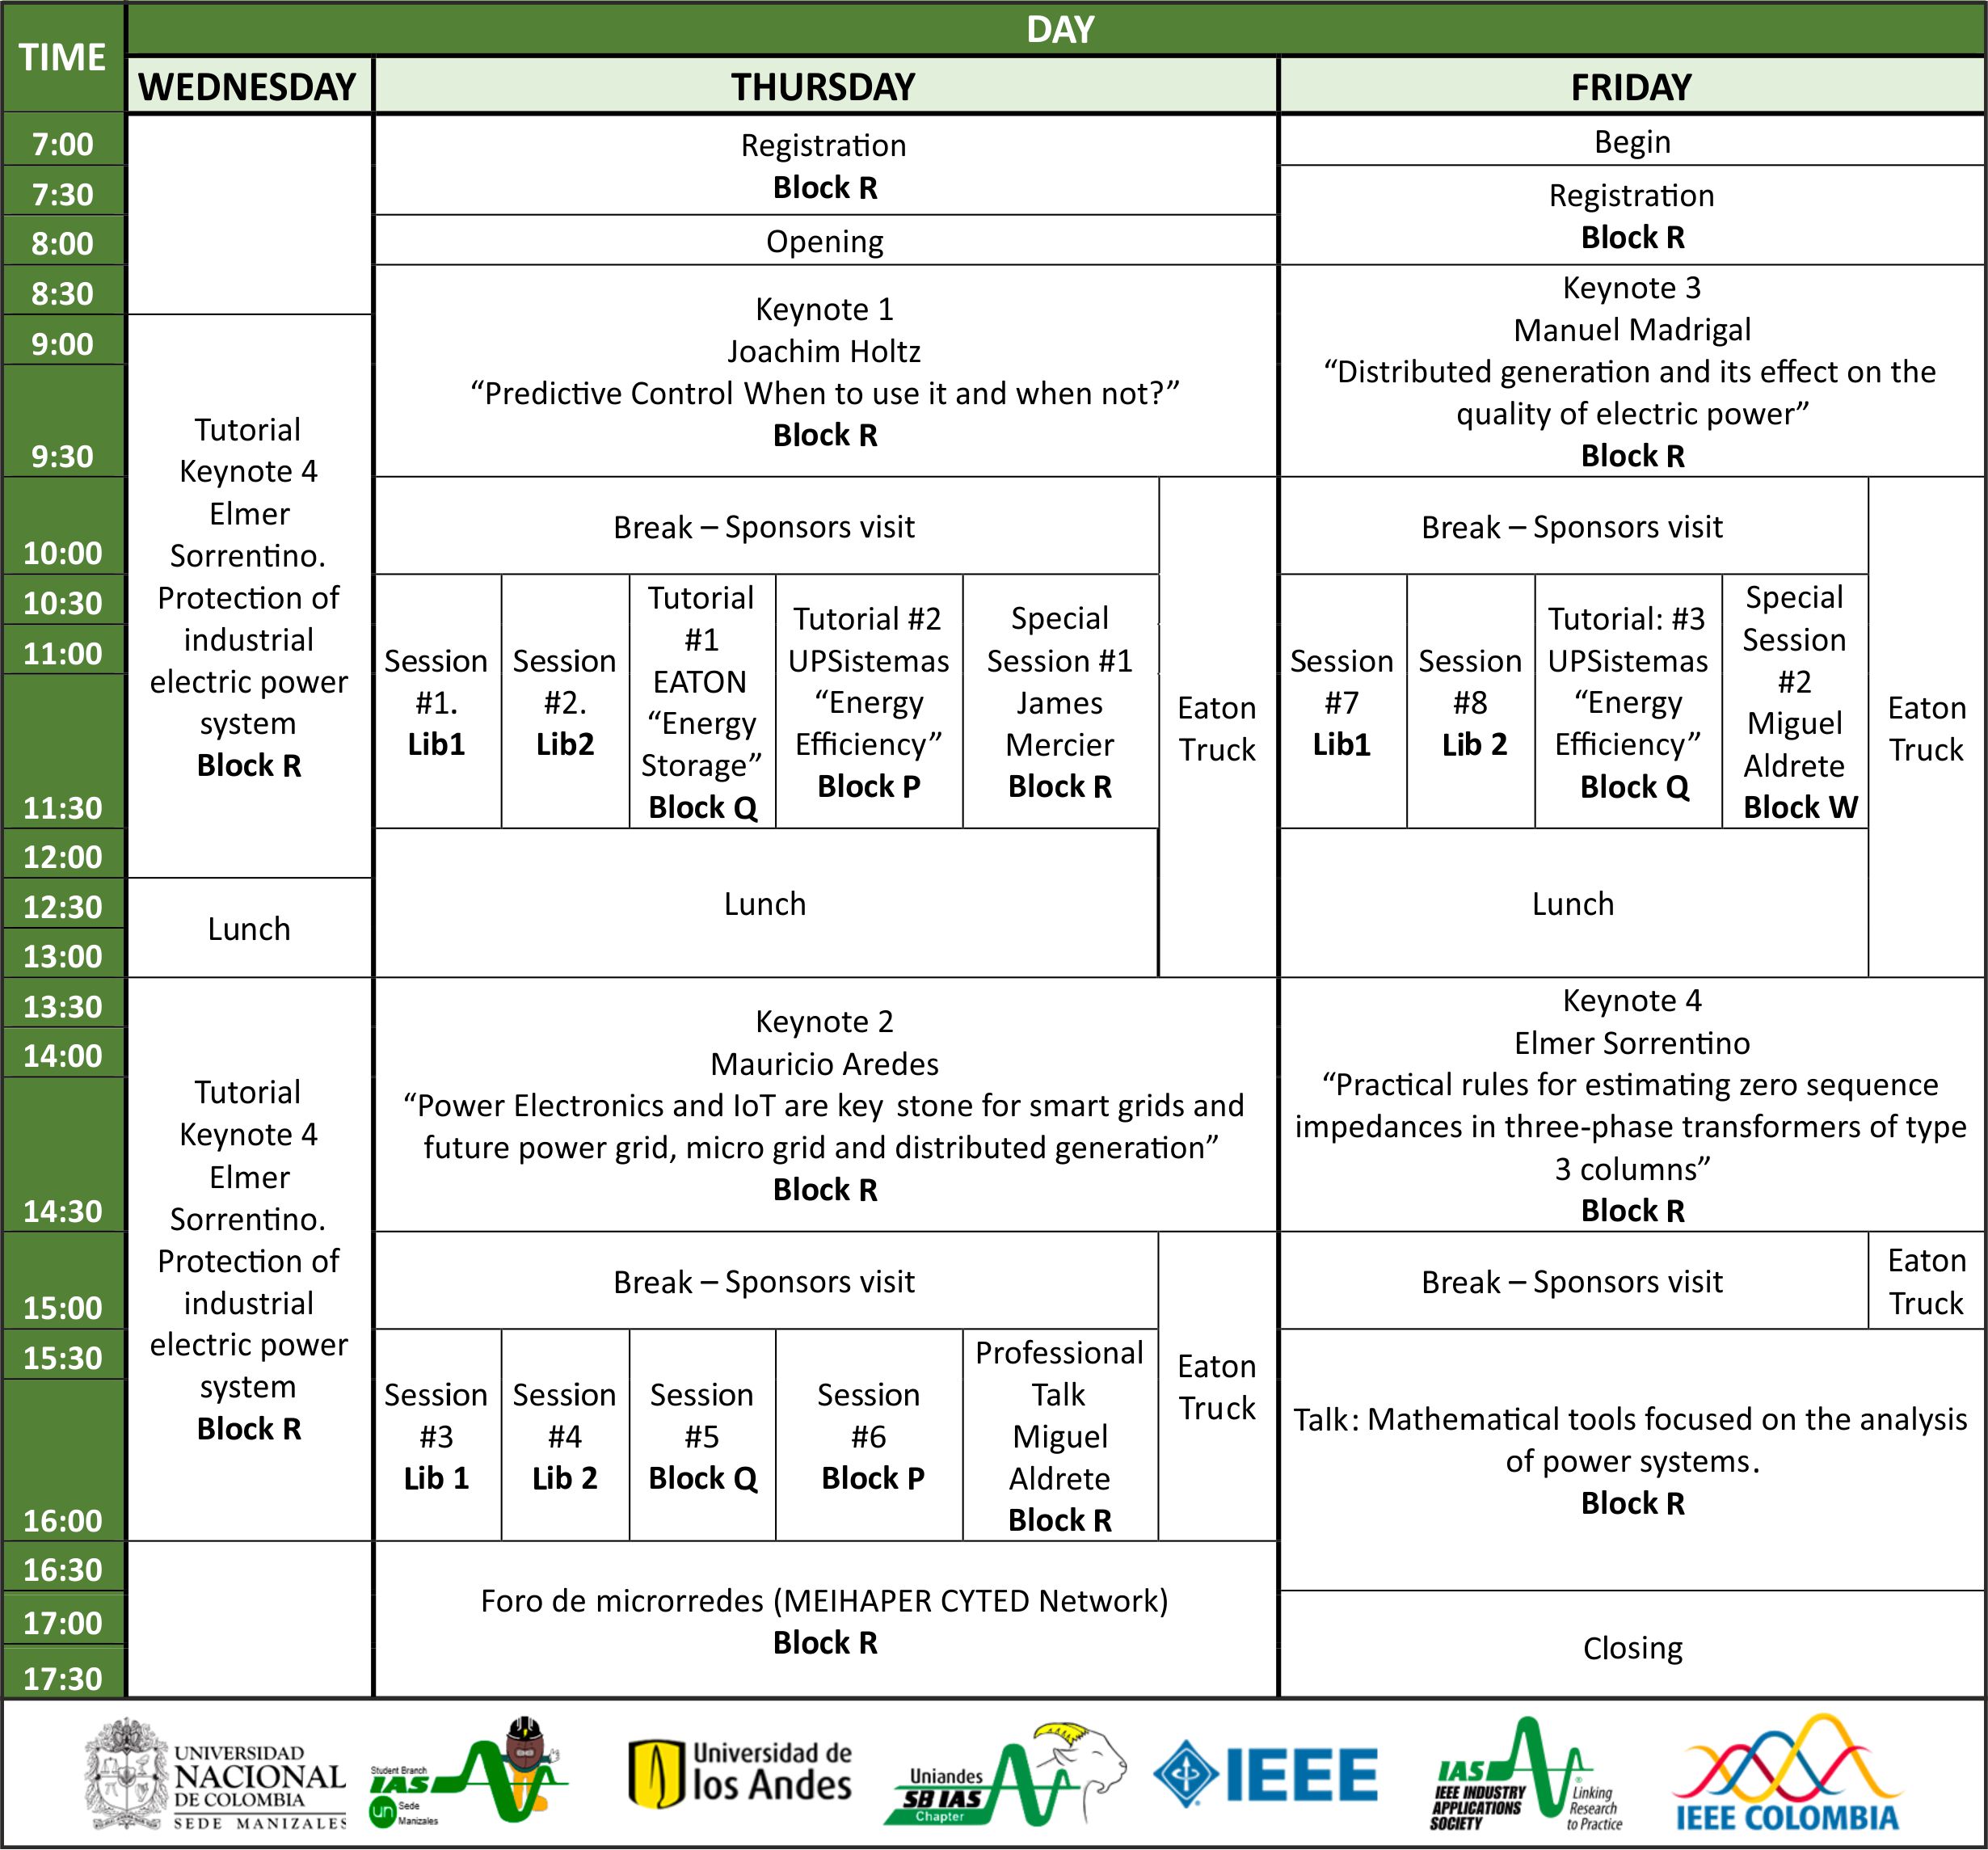 TIME
DAY
WEDNESDAY
THURSDAY
FRIDAY
7:00
7:30
8:00
8:30
9:00
9:30
10:00
10:30
11:00
11:30
12:00
12:30
13:00
13:30
14:00
14:30
15:00
15:30
16:00
16:30
17:00
17:30
Tutorial
Keynote 4
Elmer
Sorrentino.
Protection of
industrial
electric power
system
Block R
Lunch
Tutorial
Keynote 4
Elmer
Sorrentino.
Protection of
industrial
electric power
system
Block R
Registration
Block R
Opening
Keynote 1
Joachim Holtz
“Predictive Control When to use it and when not?”
Block R
Break – Sponsors visit
Session
#1.
Lib1
Session
#2.
Lib2
Tutorial
#1
EATON
“Energy
Storage”
Block Q
Tutorial #2
UPSistemas
“Energy
Efficiency”
Block P
Special
Session #1
James
Mercier
Block R
Eaton
Truck
Lunch
Keynote 2
Mauricio Aredes
“Power Electronics and IoT are key stone for smart grids and
future power grid, micro grid and distributed generation”
Block R
Break – Sponsors visit
Session
#3
Lib 1
Session
#4
Lib 2
Session
#5
Block Q
Session
#6
Block P
Professional
Talk
Miguel
Aldrete
Block R
Eaton
Truck
Foro de microrredes (MEIHAPER CYTED Network)
Block R
Begin
Registration
Block R
Keynote 3
Manuel Madrigal
“Distributed generation and its effect on the
quality of electric power”
Block R
Break – Sponsors visit
Session
#7
Lib1
Session
#8
Lib 2
Tutorial: #3
UPSistemas
“Energy
Efficiency”
Block Q
Special
Session
#2
Miguel
Aldrete
Block W
Eaton
Truck
Lunch
Keynote 4
Elmer Sorrentino
“Practical rules for estimating zero sequence
impedances in three-phase transformers of type
3 columns”
Block R
Break – Sponsors visit
Eaton
Truck
Talk: Mathematical tools focused on the analysis
of power systems.
Block R
Closing
UNIVERSIDAD
NACIONAL
DE COLOMBIA
SEDE MANIZALES
Student Branch
IAS
un
Sede
Manizales
Universidad de
los Andes
Uniandes
SB IAS
Chapter
IEEE
IAS
IEEE INDUSTRY
APPLICATIONS
SOCIETY
®
Linking
Research
to Practice
IEEE COLOMBIA